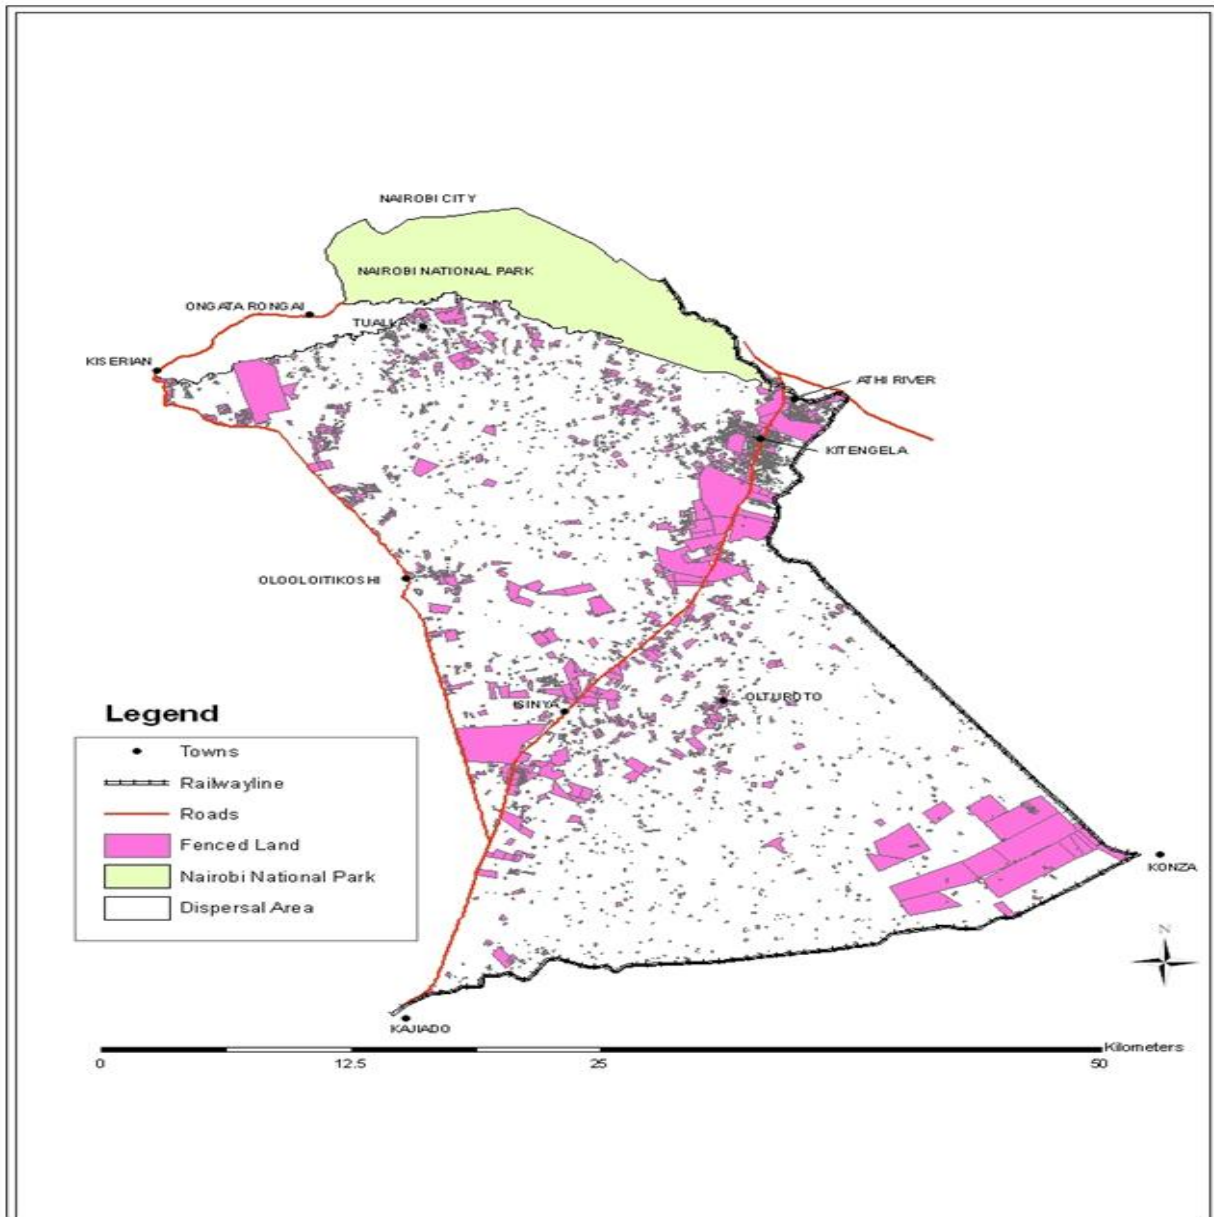 NAIROBI CITY
NAIROBI NATIONAL PARK
ONGATA RONGAI
TUALLA
KISERIAN
ATHI RIVER
KITENGELA
OLOOLOITIKOSHI
OLTUROTO
ISINYA
Legend
Towns
Railwayline
Roads
Fenced Land
Nairobi National Park
Dispersal Area
KONZA
N
KAJIADO
Kilometers
0 12.5 25 50